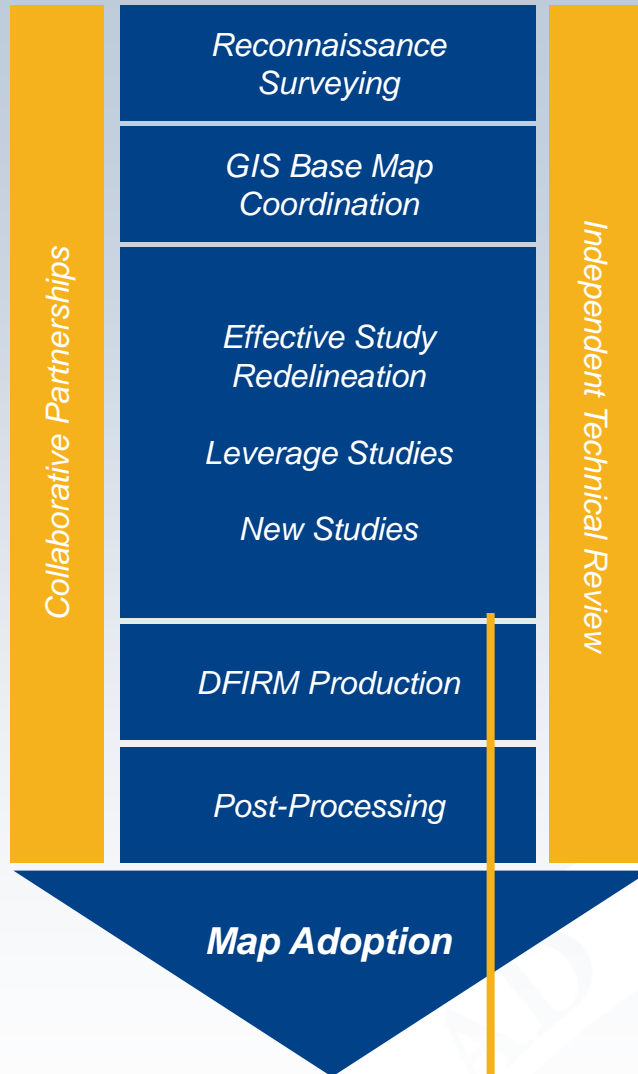 Reconnaissance
Surveying
GIS Base Map
Coordination
Collaborative Partnerships
Effective Study
Redelineation
Leverage Studies
New Studies
Independent Technical Review
DFIRM Production
Post-Processing
Map Adoption
AD